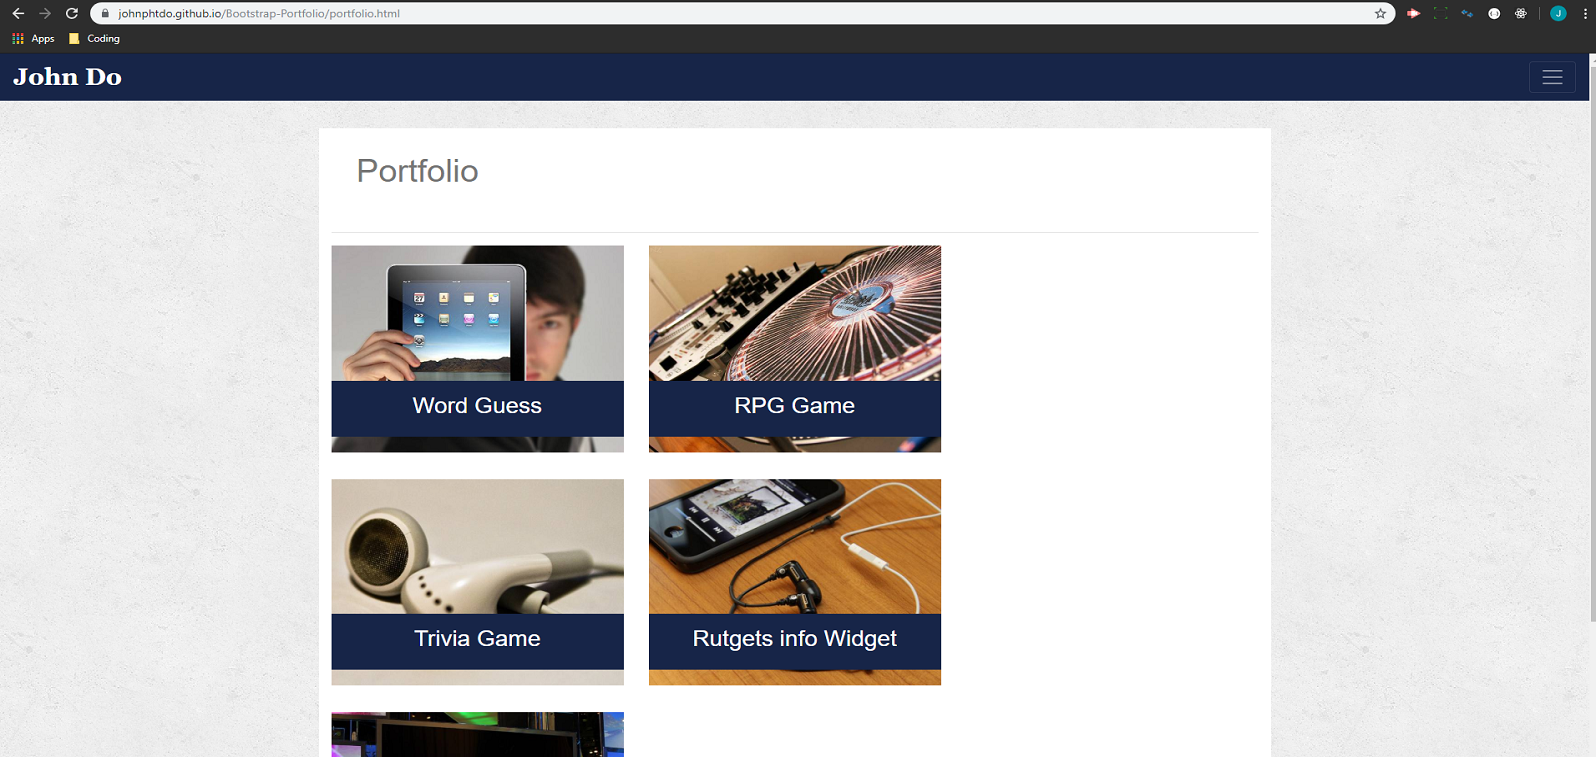 johnphtdo.github.io/Bootstrap-Portfolio/portfolio.html
J
Apps
Coding
John Do
Portfolio
27
Word Guess
RPG Game
Trivia Game
Rutgets info Widget